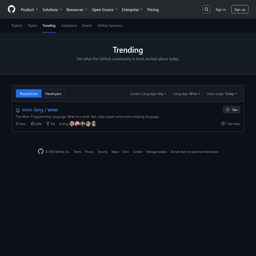 Product Solutions Resources Open Source Enterprise Pricing Sign in Sign up
Explore Topics Trending Collections Events GitHub Sponsors
Trending
See what the GitHub community is most excited about today.
Repositories Developers Spoken Language: Any Language: Wren Date range: Today
wren-lang / wren Star
The Wren Programming Language. Wren is a small, fast, class-based concurrent scripting language.
Wren Built by 1 star today
© 2025 GitHub, Inc. Terms Privacy Security Status Docs Contact Manage cookies Do not share my personal information